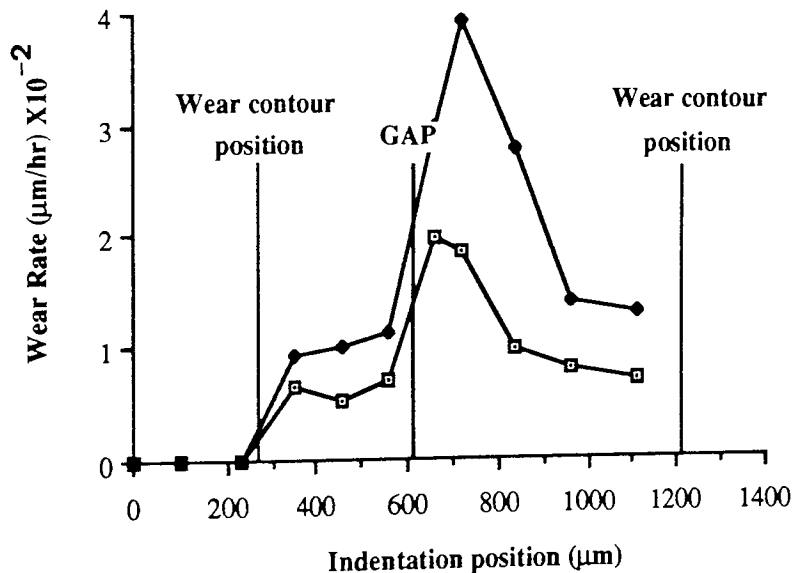 Wear Rate (μm/hr) X10⁻²
4
3
2
1
0
Wear contour
position
GAP
Wear contour
position
0 200 400 600 800 1000 1200 1400
Indentation position (μm)